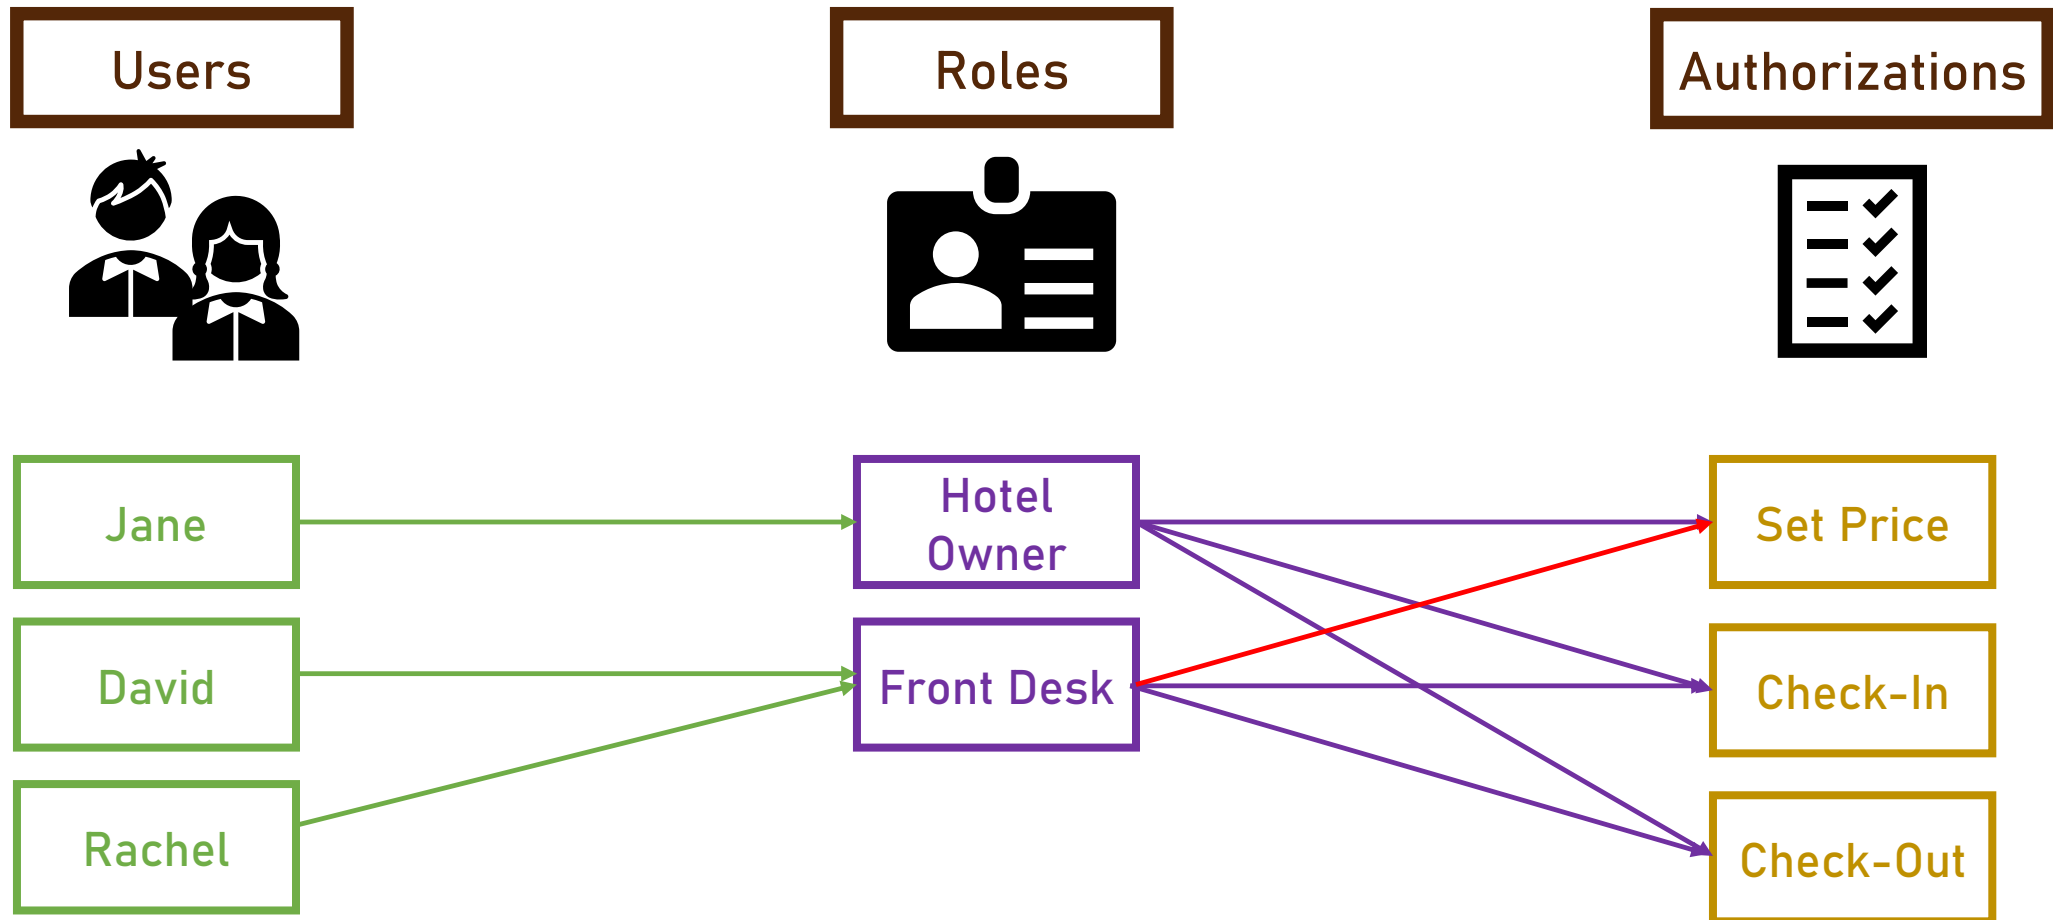 Users
Roles
Authorizations
Jane
Hotel
Owner
Set Price
David
Front Desk
Check-In
Rachel
Check-Out